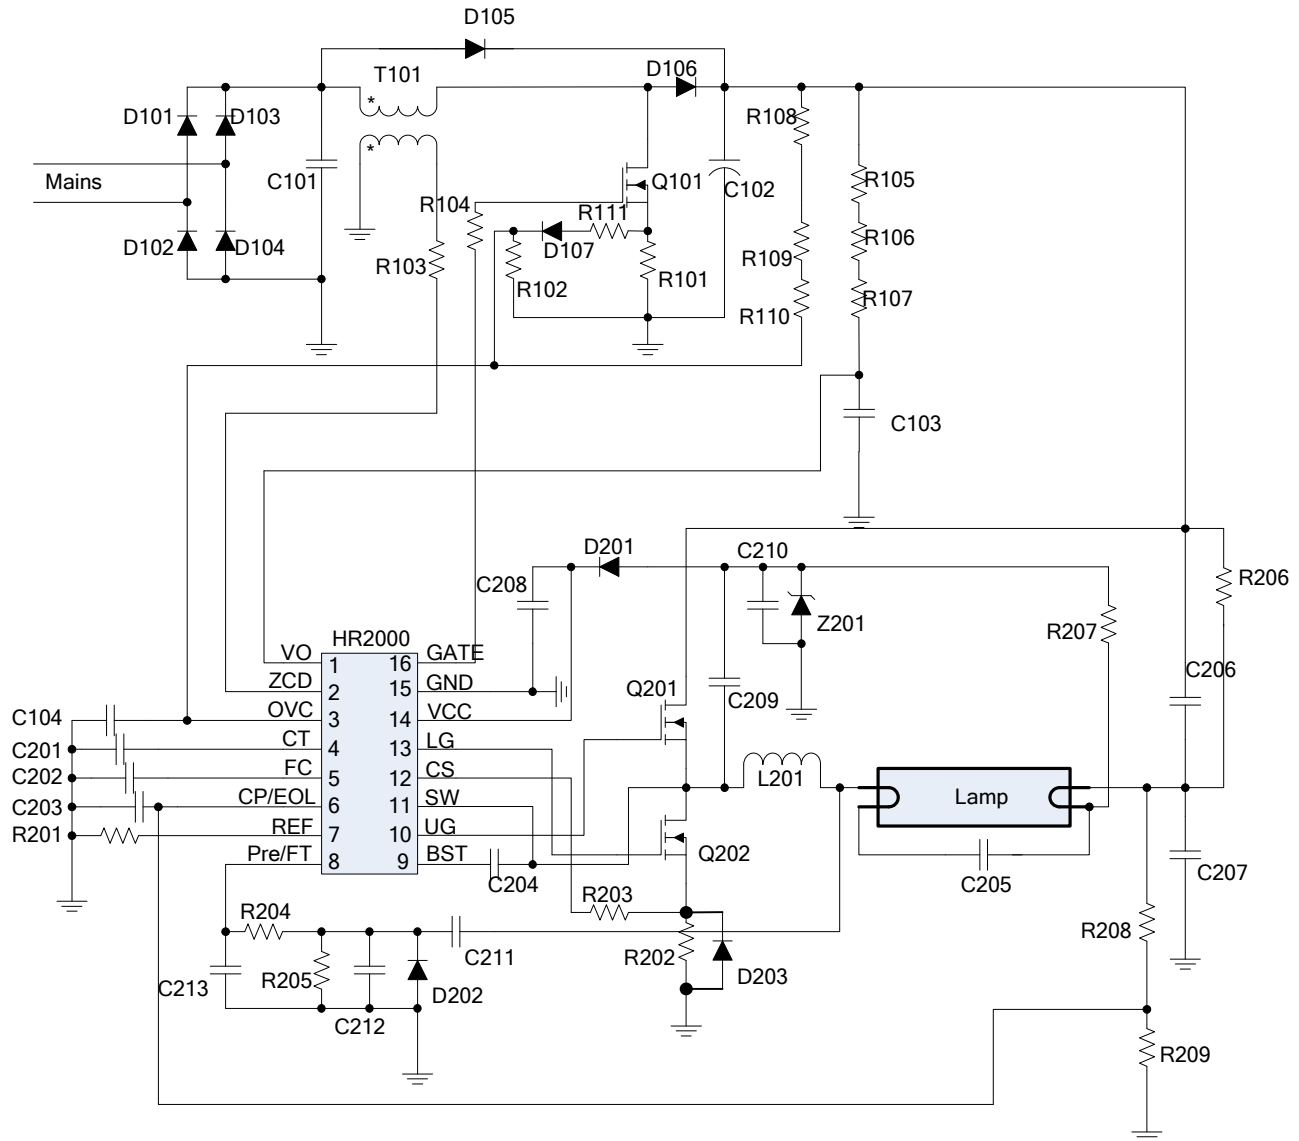 D105
T101
D106
*
D101
D103
R108
*
Mains
C101
Q101
C102
R105
R104
R111
D102
D104
D107
R106
R103
R109
R102
R101
R107
R110
C103
D201
C210
C208
R206
Z201
R207
HR2000
VO 1 16 GATE
ZCD 2 15 GND
OVC 3 14 VCC
CT 4 13 LG
FC 5 12 CS
CP/EOL 6 11 SW
REF 7 10 UG
Pre/FT 8 9 BST
C104
C201
C202
C203
R201
Q201
C209
C206
L201
Lamp
Q202
C204
C205
C207
R203
R204
R208
C211
R202
D203
C213
R205
D202
C212
R209